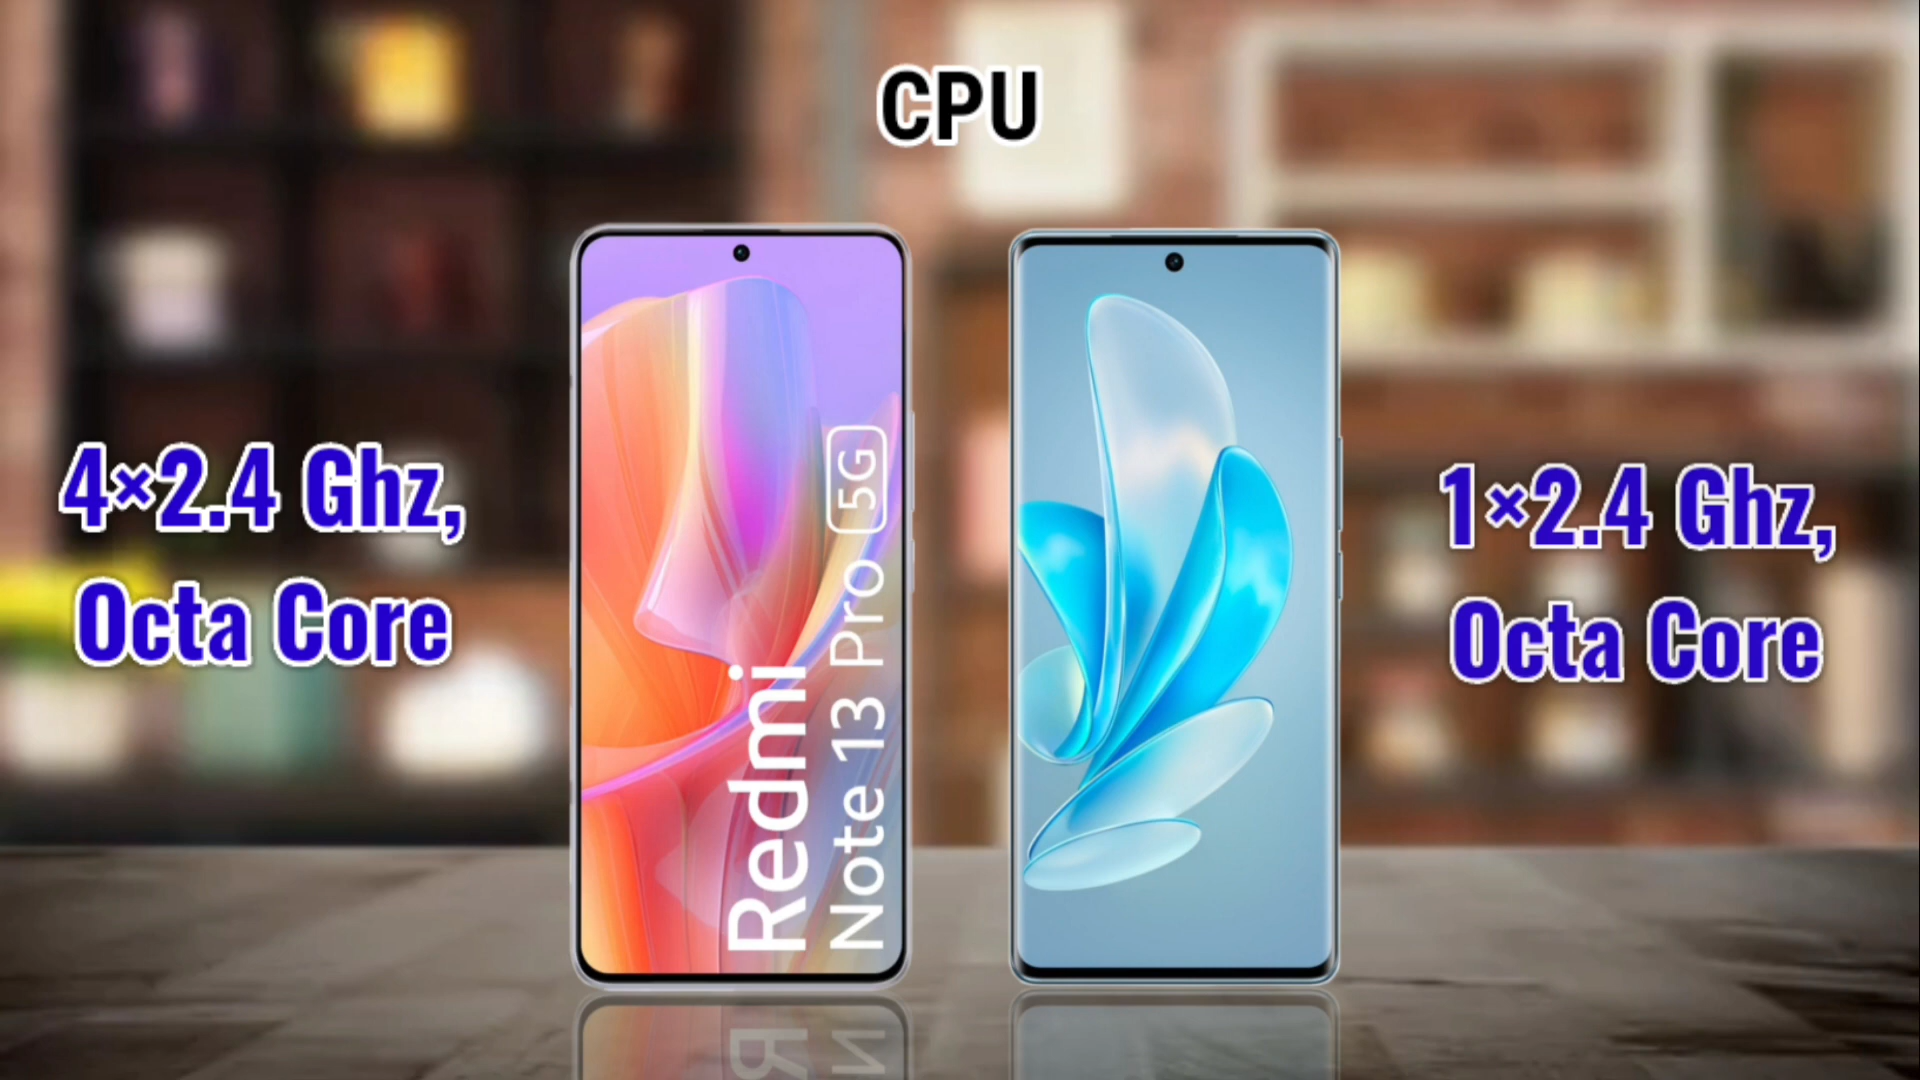 CPU
4×2.4 Ghz,
Octa Core
Redmi
Note 13 Pro 5G
1×2.4 Ghz,
Octa Core